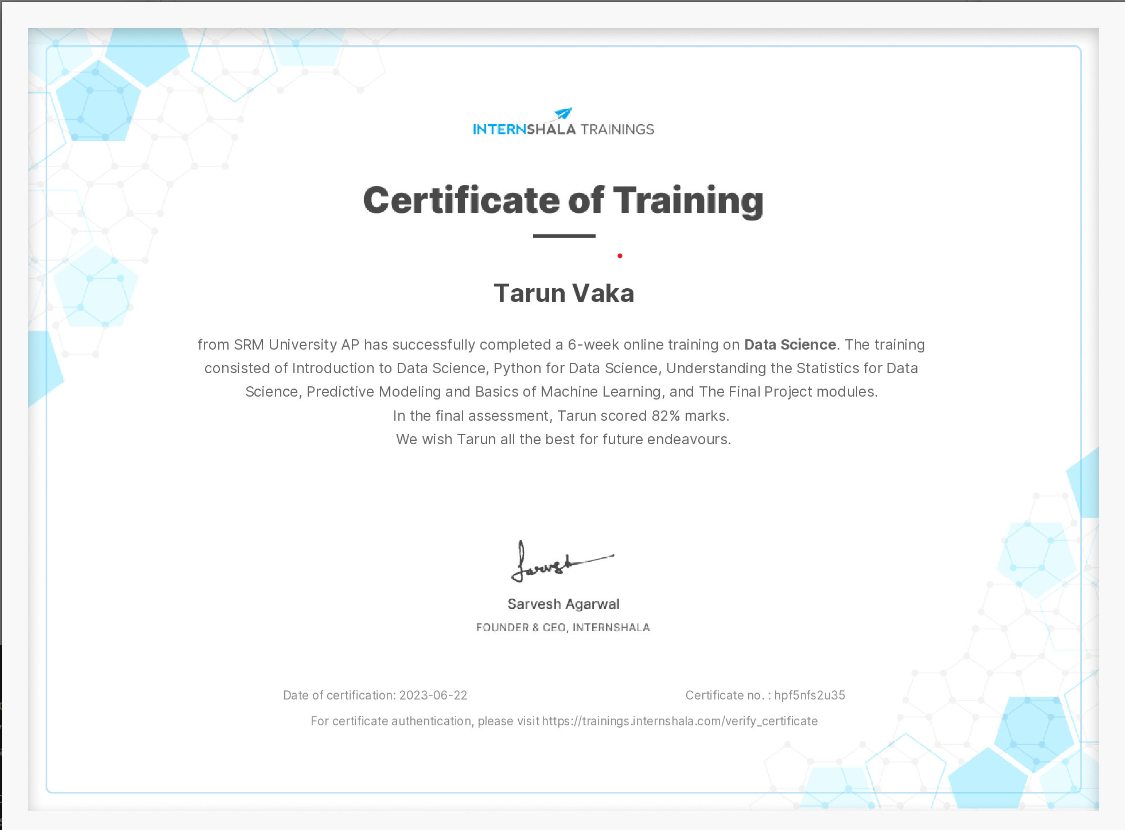 INTERNSHALA TRAININGS
Certificate of Training
Tarun Vaka
from SRM University AP has successfully completed a 6-week online training on Data Science. The training
consisted of Introduction to Data Science, Python for Data Science, Understanding the Statistics for Data
Science, Predictive Modeling and Basics of Machine Learning, and The Final Project modules.
In the final assessment, Tarun scored 82% marks.
We wish Tarun all the best for future endeavours.
Sarvesh
Sarvesh Agarwal
FOUNDER & CEO, INTERNSHALA
Date of certification: 2023-06-22
Certificate no. : hpf5nfs2u35
For certificate authentication, please visit https://trainings.internshala.com/verify_certificate